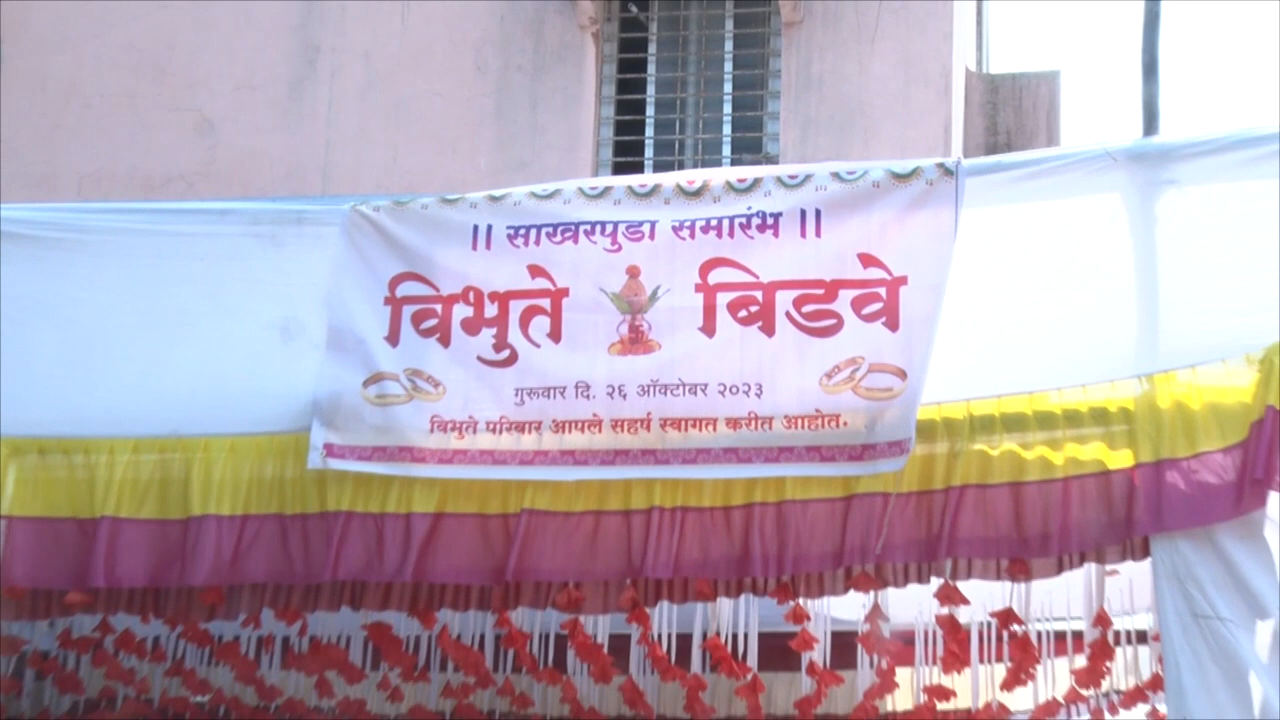 || साखरपुडा समारंभ ||
विभुते बिडवे
गुरूवार दि. २६ ऑक्टोबर २०२३
विभुते परिवार आपले सहर्ष स्वागत करीत आहोत.